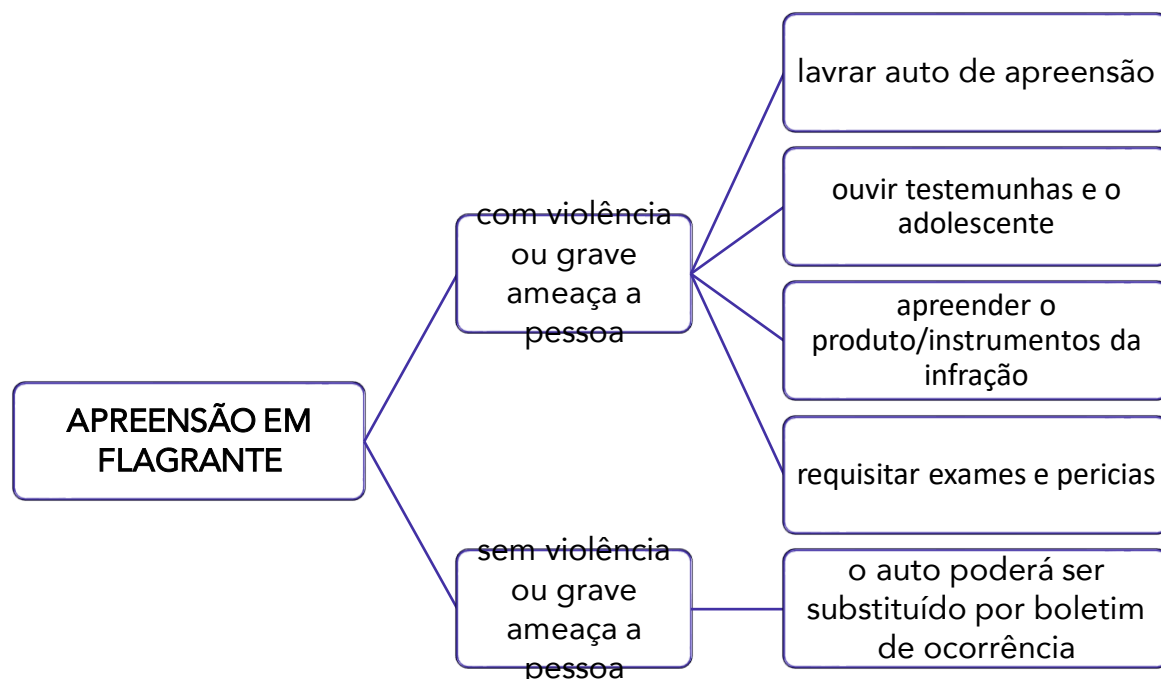 APREENSÃO EM
FLAGRANTE
com violência
ou grave
ameaça a
pessoa
lavrar auto de apreensão
ouvir testemunhas e o
adolescente
apreender o
produto/instrumentos da
infração
requisitar exames e pericias
sem violência
ou grave
ameaça a
pessoa
o auto poderá ser
substituído por boletim
de ocorrência